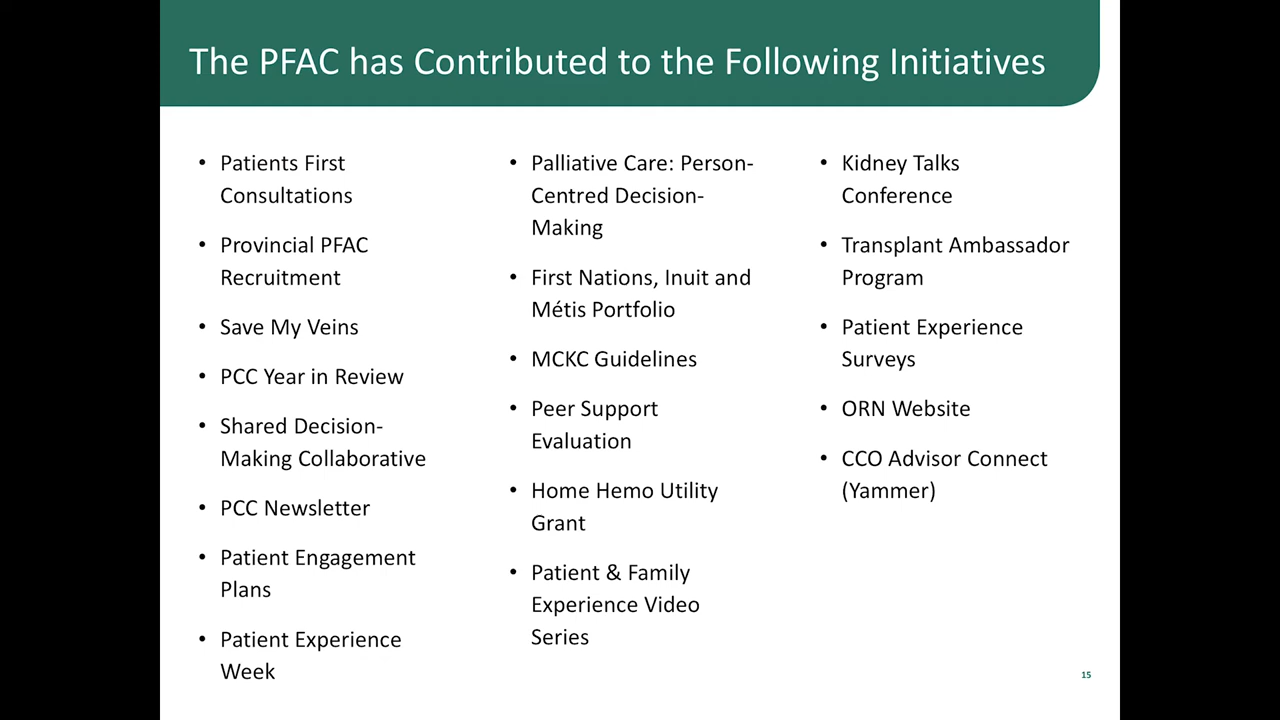 The PFAC has Contributed to the Following Initiatives
• Patients First
Consultations
• Provincial PFAC
Recruitment
• Save My Veins
• PCC Year in Review
• Shared Decision-
Making Collaborative
• PCC Newsletter
• Patient Engagement
Plans
• Patient Experience
Week
• Palliative Care: Person-
Centred Decision-
Making
• First Nations, Inuit and
Métis Portfolio
• MCKC Guidelines
• Peer Support
Evaluation
• Home Hemo Utility
Grant
• Patient & Family
Experience Video
Series
• Kidney Talks
Conference
• Transplant Ambassador
Program
• Patient Experience
Surveys
• ORN Website
• CCO Advisor Connect
(Yammer)
15